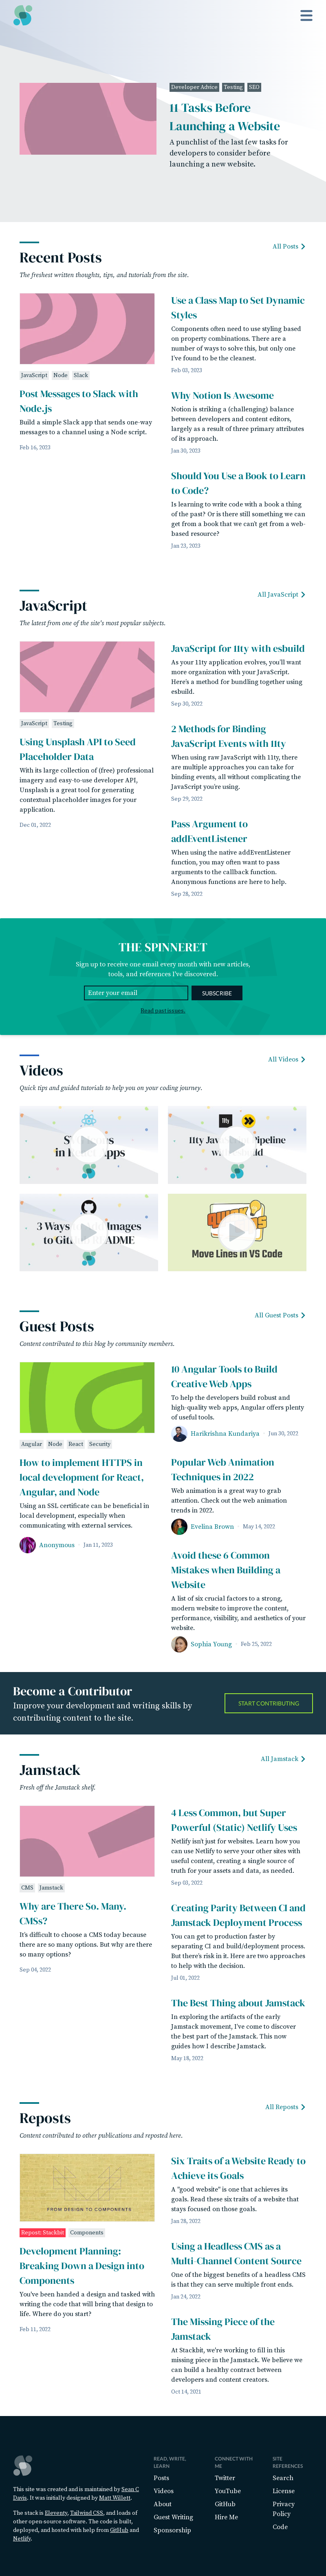 Developer Advice Testing SEO
11 Tasks Before
Launching a Website
A punchlist of the last few tasks for
developers to consider before
launching a new website.
Recent Posts
All Posts
The freshest written thoughts, tips, and tutorials from the site.
JavaScript Node Slack
Post Messages to Slack with
Node.js
Build a simple Slack app that sends one-way
messages to a channel using a Node script.
Feb 16, 2023
Use a Class Map to Set Dynamic
Styles
Components often need to use styling based
on property combinations. There are a
number of ways to solve this, but only one
I've found to be the cleanest.
Feb 03, 2023
Why Notion Is Awesome
Notion is striking a (challenging) balance
between developers and content editors,
largely as a result of three primary attributes
of its approach.
Jan 30, 2023
Should You Use a Book to Learn
to Code?
Is learning to write code with a book a thing
of the past? Or is there still something we can
get from a book that we can't get from a web-
based resource?
Jan 23, 2023
JavaScript
All JavaScript
The latest from one of the site's most popular subjects.
JavaScript Testing
Using Unsplash API to Seed
Placeholder Data
With its large collection of (free) professional
imagery and easy-to-use developer API,
Unsplash is a great tool for generating
contextual placeholder images for your
application.
Dec 01, 2022
JavaScript for 11ty with esbuild
As your 11ty application evolves, you'll want
more organization with your JavaScript.
Here's a method for bundling together using
esbuild.
Sep 30, 2022
2 Methods for Binding
JavaScript Events with 11ty
When using raw JavaScript with 11ty, there
are multiple approaches you can take for
binding events, all without complicating the
JavaScript you're using.
Sep 29, 2022
Pass Argument to
addEventListener
When using the native addEventListener
function, you may often want to pass
arguments to the callback function.
Anonymous functions are here to help.
Sep 28, 2022
THE SPINNERET
Sign up to receive one email every month with new articles,
tools, and references I've discovered.
Enter your email
SUBSCRIBE
Read past issues.
Videos
All Videos
Quick tips and guided tutorials to help you on your coding journey.
11ty
Move Lines in VS Code
Guest Posts
All Guest Posts
Content contributed to this blog by community members.
Angular Node React Security
How to implement HTTPS in
local development for React,
Angular, and Node
Using an SSL certificate can be beneficial in
local development, especially when
communicating with external services.
Anonymous Jan 11, 2023
10 Angular Tools to Build
Creative Web Apps
To help the developers build robust and
high-quality web apps, Angular offers plenty
of useful tools.
Harikrishna Kundariya Jun 30, 2022
Popular Web Animation
Techniques in 2022
Web animation is a great way to grab
attention. Check out the web animation
trends in 2022.
Evelina Brown May 14, 2022
Avoid these 6 Common
Mistakes when Building a
Website
A list of six crucial factors to a strong,
modern website to improve the content,
performance, visibility, and aesthetics of your
website.
Sophia Young Feb 25, 2022
Become a Contributor
Improve your development and writing skills by
contributing content to the site.
START CONTRIBUTING
Jamstack
All Jamstack
Fresh off the Jamstack shelf.
CMS Jamstack
Why are There So. Many.
CMSs?
It's difficult to choose a CMS today because
there are so many options. But why are there
so many options?
Sep 04, 2022
4 Less Common, but Super
Powerful (Static) Netlify Uses
Netlify isn't just for websites. Learn how you
can use Netlify to serve your other sites with
useful content, creating a single source of
truth for your assets and data, as needed.
Sep 03, 2022
Creating Parity Between CI and
Jamstack Deployment Process
You can get to production faster by
separating CI and build/deployment process.
But there's risk in it. Here are two approaches
to help with the decision.
Jul 01, 2022
The Best Thing about Jamstack
In exploring the artifacts of the early
Jamstack movement, I've come to discover
the best part of the Jamstack. This now
guides how I describe Jamstack.
May 18, 2022
Reposts
All Reposts
Content contributed to other publications and reposted here.
FROM DESIGN TO COMPONENTS
Repost: Stackbit Components
Development Planning:
Breaking Down a Design into
Components
You've been handed a design and tasked with
writing the code that will bring that design to
life. Where do you start?
Feb 11, 2022
Six Traits of a Website Ready to
Achieve its Goals
A "good website" is one that achieves its
goals. Read these six traits of a website that
stays focused on those goals.
Jan 28, 2022
Using a Headless CMS as a
Multi-Channel Content Source
One of the biggest benefits of a headless CMS
is that they can serve multiple front ends.
Jan 24, 2022
The Missing Piece of the
Jamstack
At Stackbit, we're working to fill in this
missing piece in the Jamstack. We believe we
can build a healthy contract between
developers and content creators.
Oct 14, 2021
This site was created and is maintained by Sean C
Davis. It was initially designed by Matt Willett.
The stack is Eleventy, Tailwind CSS, and loads of
other open source software. The code is built,
deployed, and hosted with help from GitHub and
Netlify.
READ, WRITE,
LEARN
Posts
Videos
About
Guest Writing
Sponsorship
CONNECT WITH
ME
Twitter
YouTube
GitHub
Hire Me
SITE
REFERENCES
Search
License
Privacy
Policy
Code